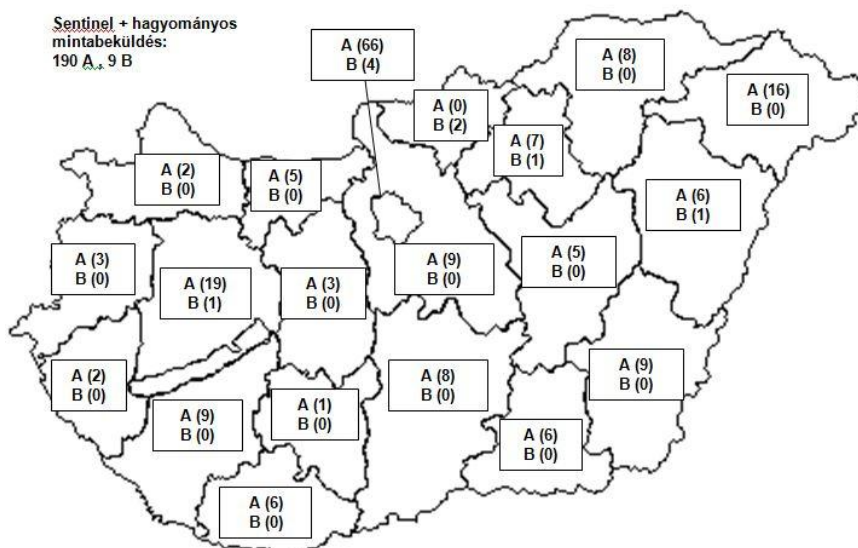 Sentinel + hagyományos
mintabeküldés:
190 A , 9 B
A (66)
B (4)
A (8)
B (0)
A (16)
B (0)
A (0)
B (2)
A (7)
B (1)
A (2)
B (0)
A (5)
B (0)
A (6)
B (1)
A (3)
B (0)
A (19)
B (1)
A (3)
B (0)
A (9)
B (0)
A (5)
B (0)
A (2)
B (0)
A (9)
B (0)
A (1)
B (0)
A (8)
B (0)
A (9)
B (0)
A (6)
B (0)
A (6)
B (0)